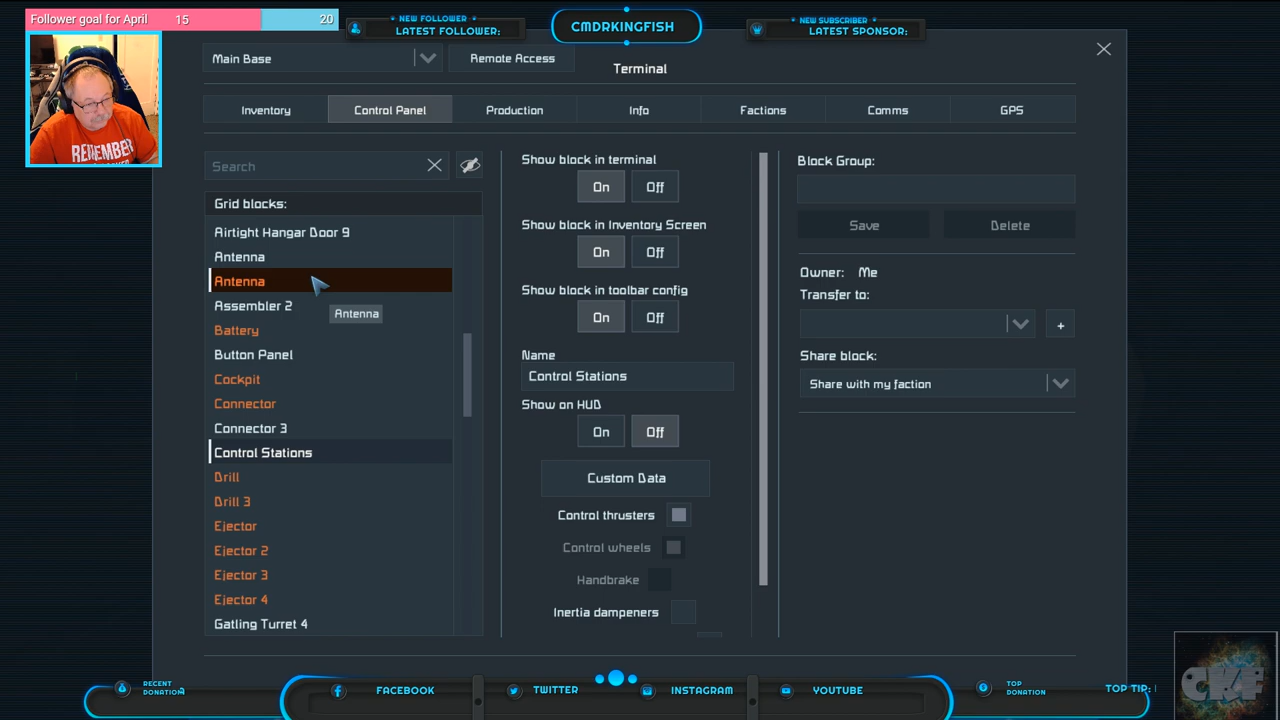 Follower goal for April 15 20
NEW FOLLOWER
LATEST FOLLOWER:
CMDRKINGFISH
NEW SUBSCRIBER
LATEST SPONSOR:
Main Base
Remote Access
Terminal
Inventory
Control Panel
Production
Info
Factions
Comms
GPS
Search
Grid blocks:
Airtight Hangar Door 9
Antenna
Antenna
Assembler 2
Antenna
Battery
Button Panel
Cockpit
Connector
Connector 3
Control Stations
Drill
Drill 3
Ejector
Ejector 2
Ejector 3
Ejector 4
Gatling Turret 4
Show block in terminal
On Off
Show block in Inventory Screen
On Off
Show block in toolbar config
On Off
Name
Control Stations
Show on HUD
On Off
Custom Data
Control thrusters
Control wheels
Handbrake
Inertia dampeners
Block Group:
Save Delete
Owner: Me
Transfer to:
+
Share block:
Share with my faction
REMEMBER
RECENT
DONATION
FACEBOOK
TWITTER
INSTAGRAM
YOUTUBE
TOP
DONATION
TOP TIP:
CKF